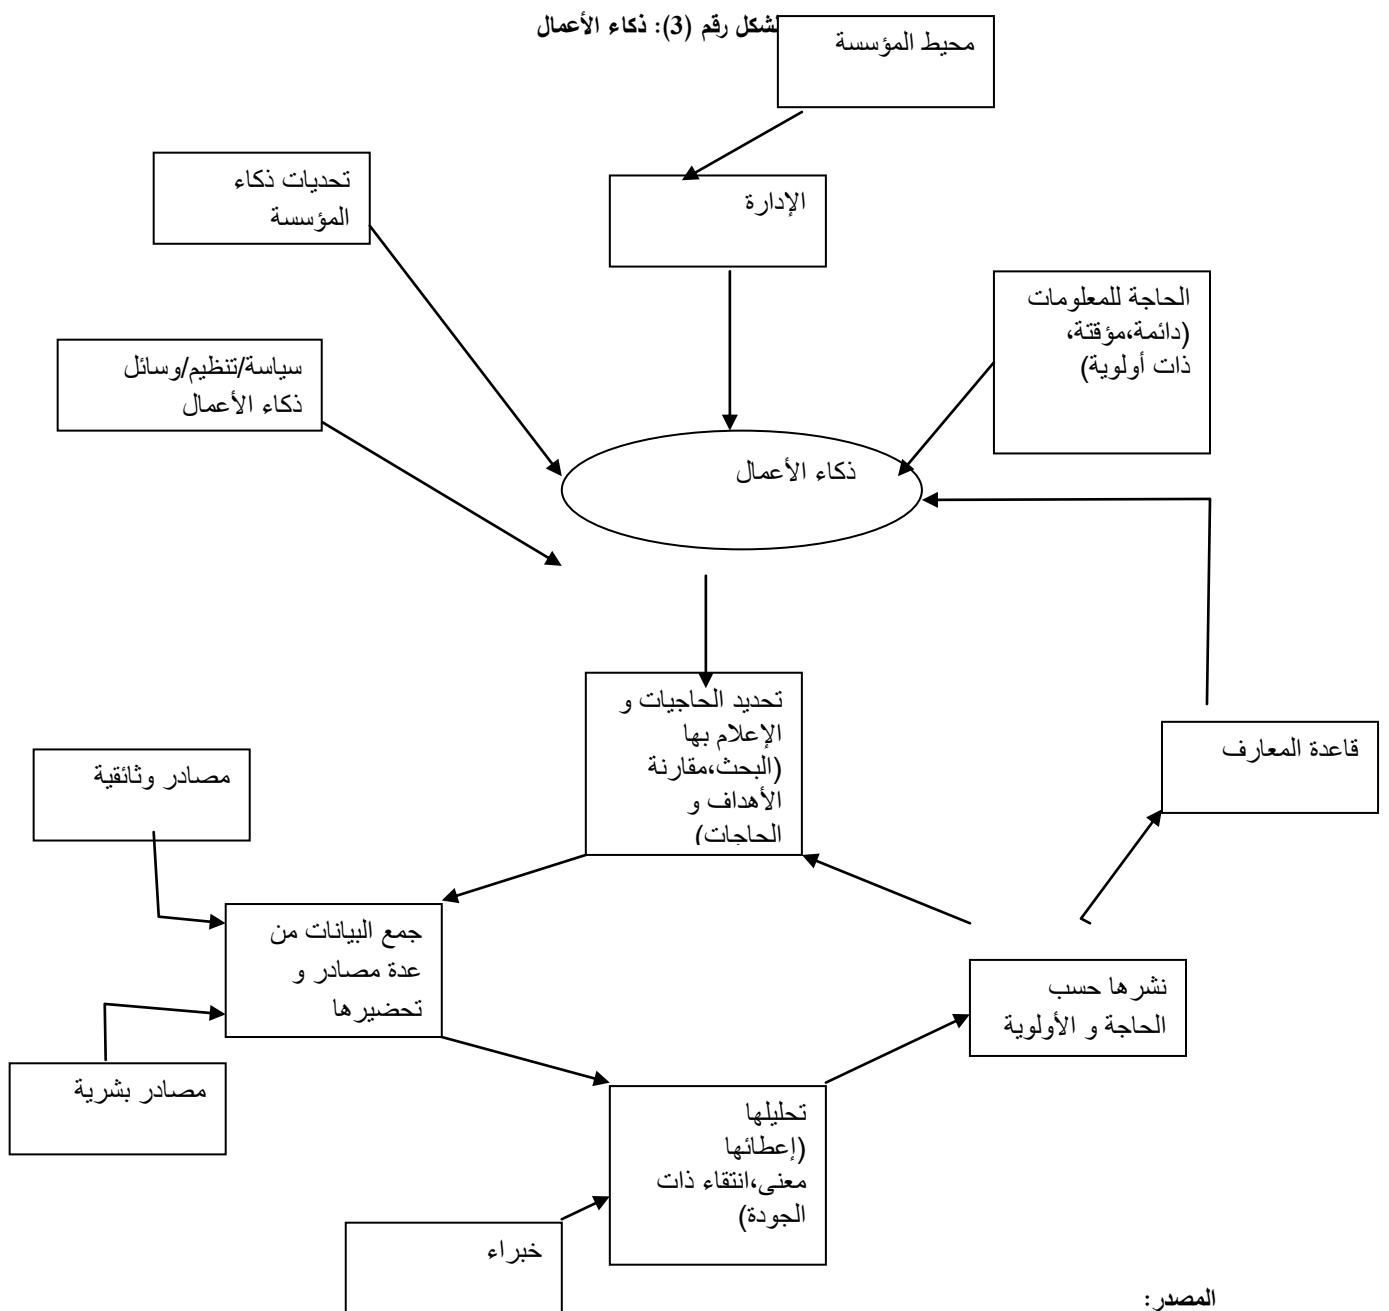 لشكل رقم (3): ذكاء الأعمال
محيط المؤسسة
تحديات ذكاء
المؤسسة
الإدارة
الحاجة للمعلومات
(دائمة،مؤقتة،
ذات أولوية)
سياسة/تنظيم/وسائل
ذكاء الأعمال
ذكاء الأعمال
تحديد الحاجيات و
الإعلام بها
(البحث،مقارنة
الأهداف و
الحاجات)
قاعدة المعارف
مصادر وثائقية
جمع البيانات من
عدة مصادر و
تحضيرها
نشرها حسب
الحاجة و الأولوية
مصادر بشرية
تحليلها
(إعطائها
معنى،انتقاء ذات
الجودة)
خبراء
المصدر: